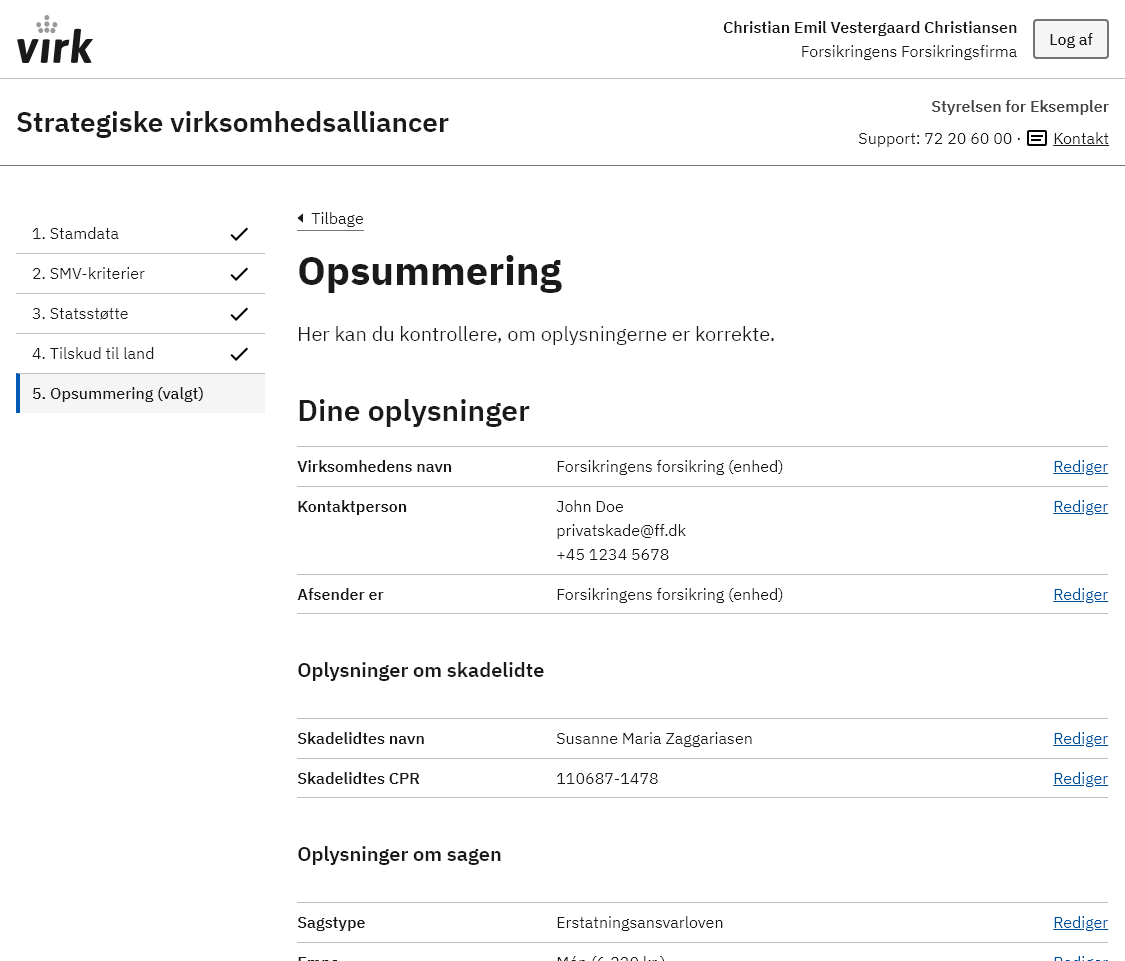 virk
Christian Emil Vestergaard Christiansen
Forsikringens Forsikringsfirma
Log af
Strategiske virksomhedsalliancer
Styrelsen for Eksempler
Support: 72 20 60 00 · Kontakt
1. Stamdata
2. SMV-kriterier
3. Statsstøtte
4. Tilskud til land
5. Opsummering (valgt)
Tilbage
Opsummering
Her kan du kontrollere, om oplysningerne er korrekte.
Dine oplysninger
Virksomhedens navn Forsikringens forsikring (enhed) Rediger
Kontaktperson John Doe Rediger
privatskade@ff.dk
+45 1234 5678
Afsender er Forsikringens forsikring (enhed) Rediger
Oplysninger om skadelidte
Skadelidtes navn Susanne Maria Zaggariasen Rediger
Skadelidtes CPR 110687-1478 Rediger
Oplysninger om sagen
Sagstype Erstatningsansvarloven Rediger